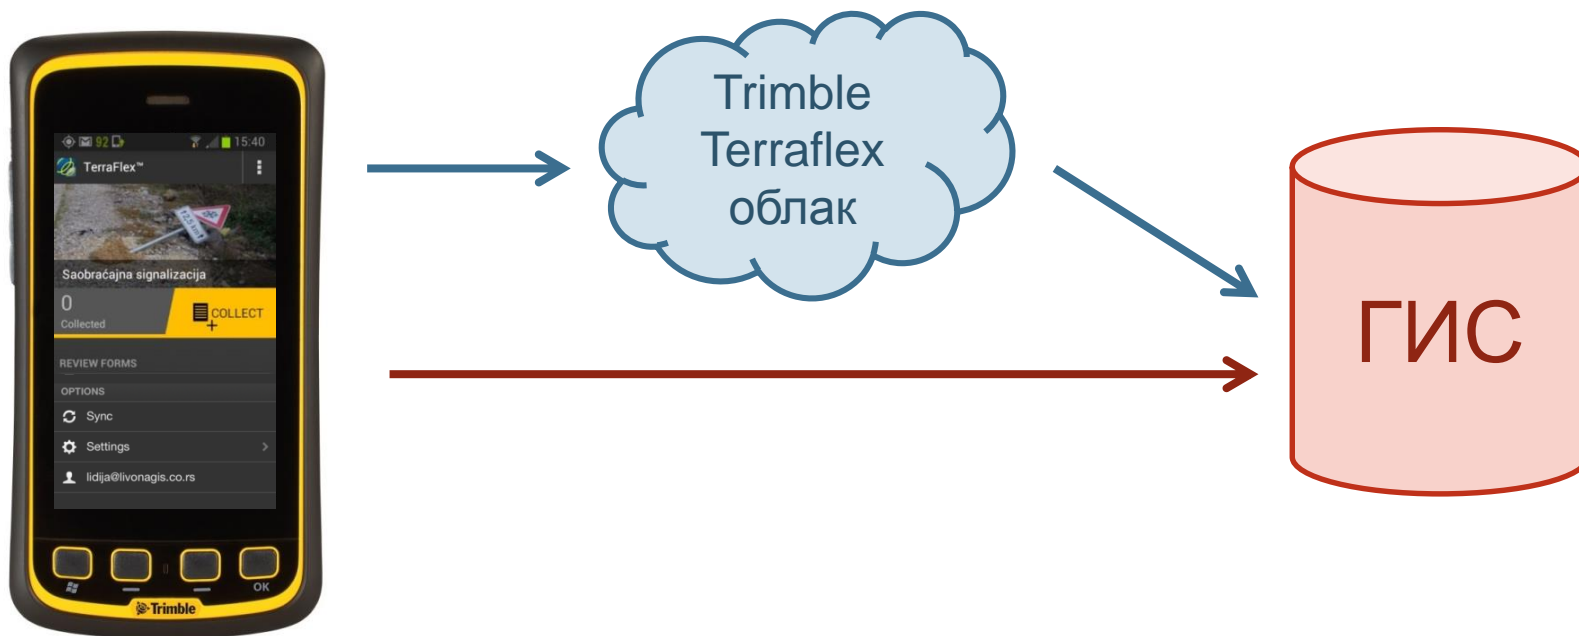 92
15:40
TerraFlex™
Saobraćajna signalizacija
0
Collected
COLLECT
REVIEW FORMS
OPTIONS
Sync
Settings
lidija@livonagis.co.rs
OK
Trimble
Trimble
Terraflex
облак
ГИС